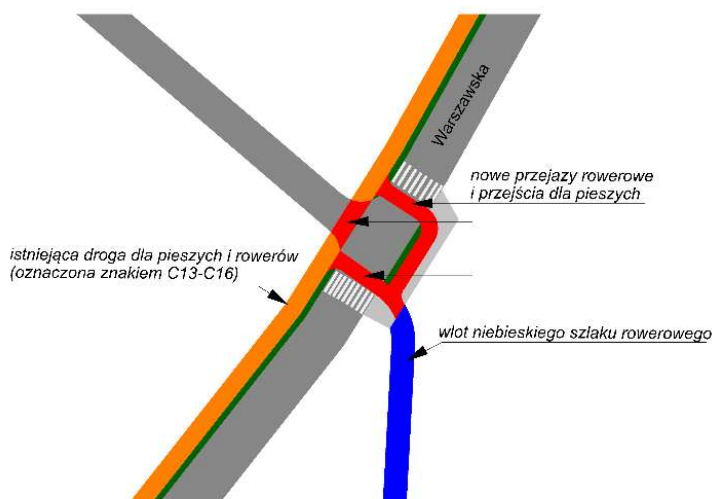 Warszawska
nowe przejazy rowerowe
i przejścia dla pieszych
istniejąca droga dla pieszych i rowerów
(oznaczona znakiem C13-C16)
wlot niebieskiego szlaku rowerowego